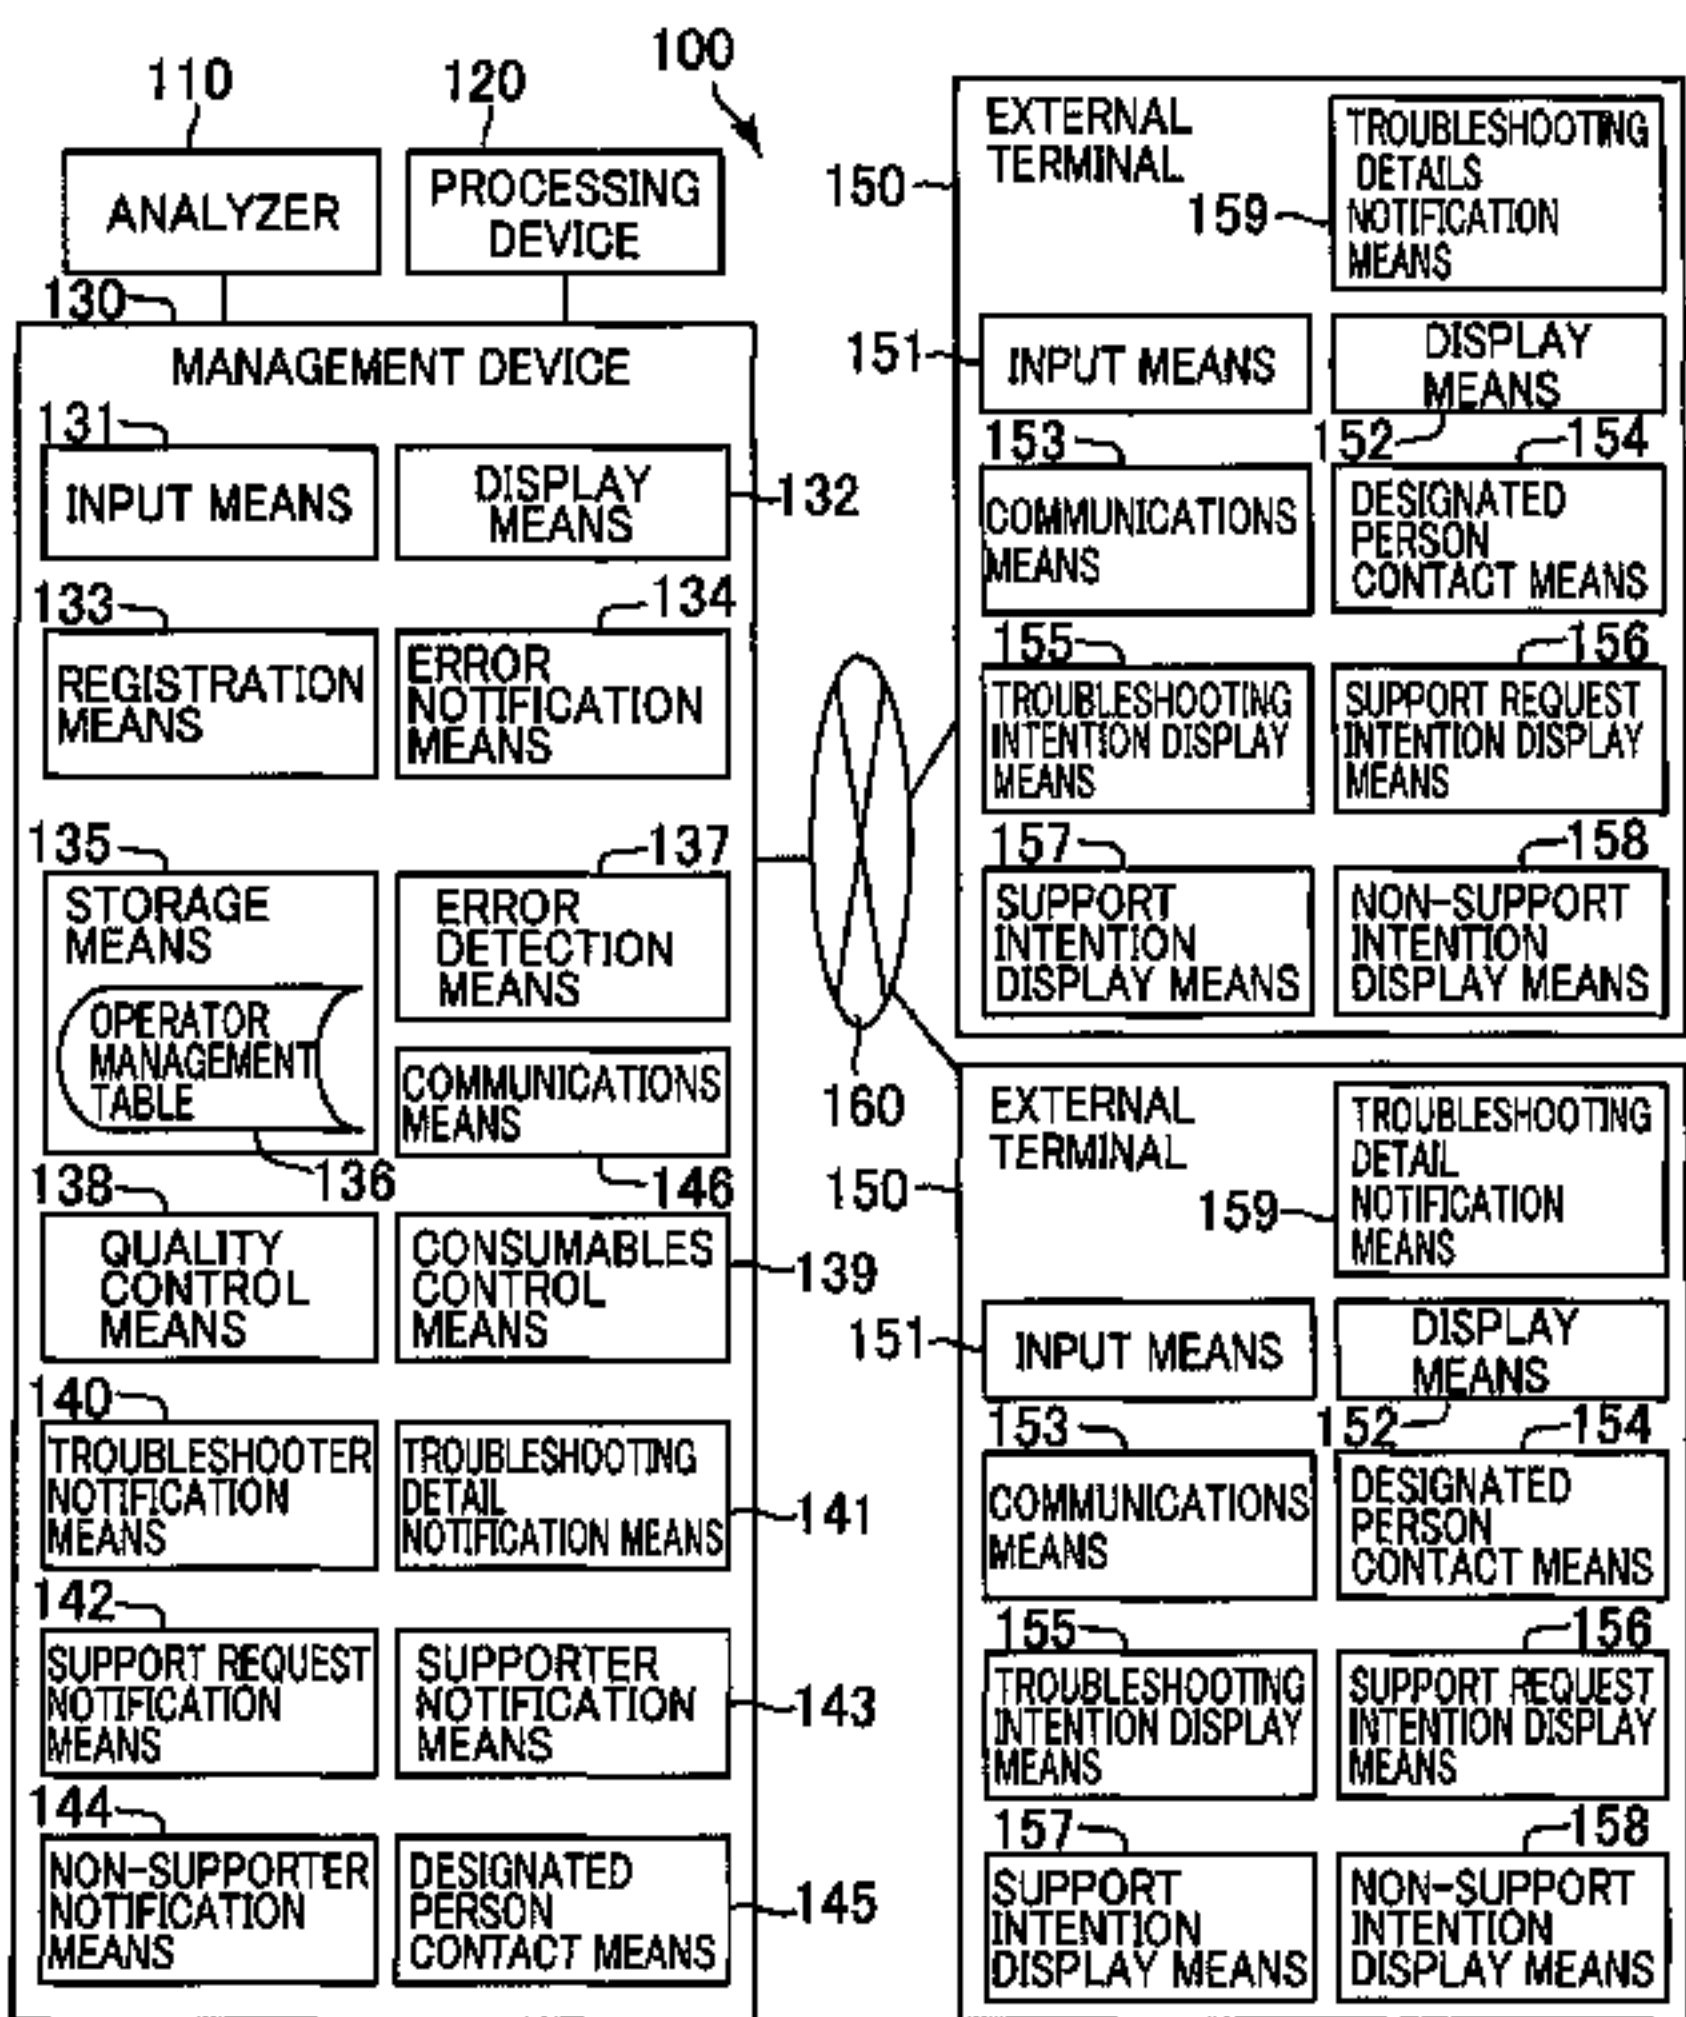 100
110
120
ANALYZER
PROCESSING
DEVICE
130
MANAGEMENT DEVICE
131
INPUT MEANS
DISPLAY
MEANS
132
133
REGISTRATION
MEANS
134
ERROR
NOTIFICATION
MEANS
135
STORAGE
MEANS
OPERATOR
MANAGEMENT
TABLE
136
137
ERROR
DETECTION
MEANS
COMMUNICATIONS
MEANS
146
138
QUALITY
CONTROL
MEANS
CONSUMABLES
CONTROL
MEANS
139
140
TROUBLESHOOTER
NOTIFICATION
MEANS
TROUBLESHOOTING
DETAIL
NOTIFICATION MEANS
141
142
SUPPORT REQUEST
NOTIFICATION
MEANS
SUPPORTER
NOTIFICATION
MEANS
143
144
NON-SUPPORTER
NOTIFICATION
MEANS
DESIGNATED
PERSON
CONTACT MEANS
145
160
150
EXTERNAL
TERMINAL
159
TROUBLESHOOTING
DETAILS
NOTIFICATION
MEANS
151
INPUT MEANS
DISPLAY
MEANS
152
153
COMMUNICATIONS
MEANS
154
DESIGNATED
PERSON
CONTACT MEANS
155
TROUBLESHOOTING
INTENTION DISPLAY
MEANS
156
SUPPORT REQUEST
INTENTION DISPLAY
MEANS
157
SUPPORT
INTENTION
DISPLAY MEANS
158
NON-SUPPORT
INTENTION
DISPLAY MEANS
150
EXTERNAL
TERMINAL
159
TROUBLESHOOTING
DETAIL
NOTIFICATION
MEANS
151
INPUT MEANS
DISPLAY
MEANS
152
153
COMMUNICATIONS
MEANS
154
DESIGNATED
PERSON
CONTACT MEANS
155
TROUBLESHOOTING
INTENTION DISPLAY
MEANS
156
SUPPORT REQUEST
INTENTION DISPLAY
MEANS
157
SUPPORT
INTENTION
DISPLAY MEANS
158
NON-SUPPORT
INTENTION
DISPLAY MEANS